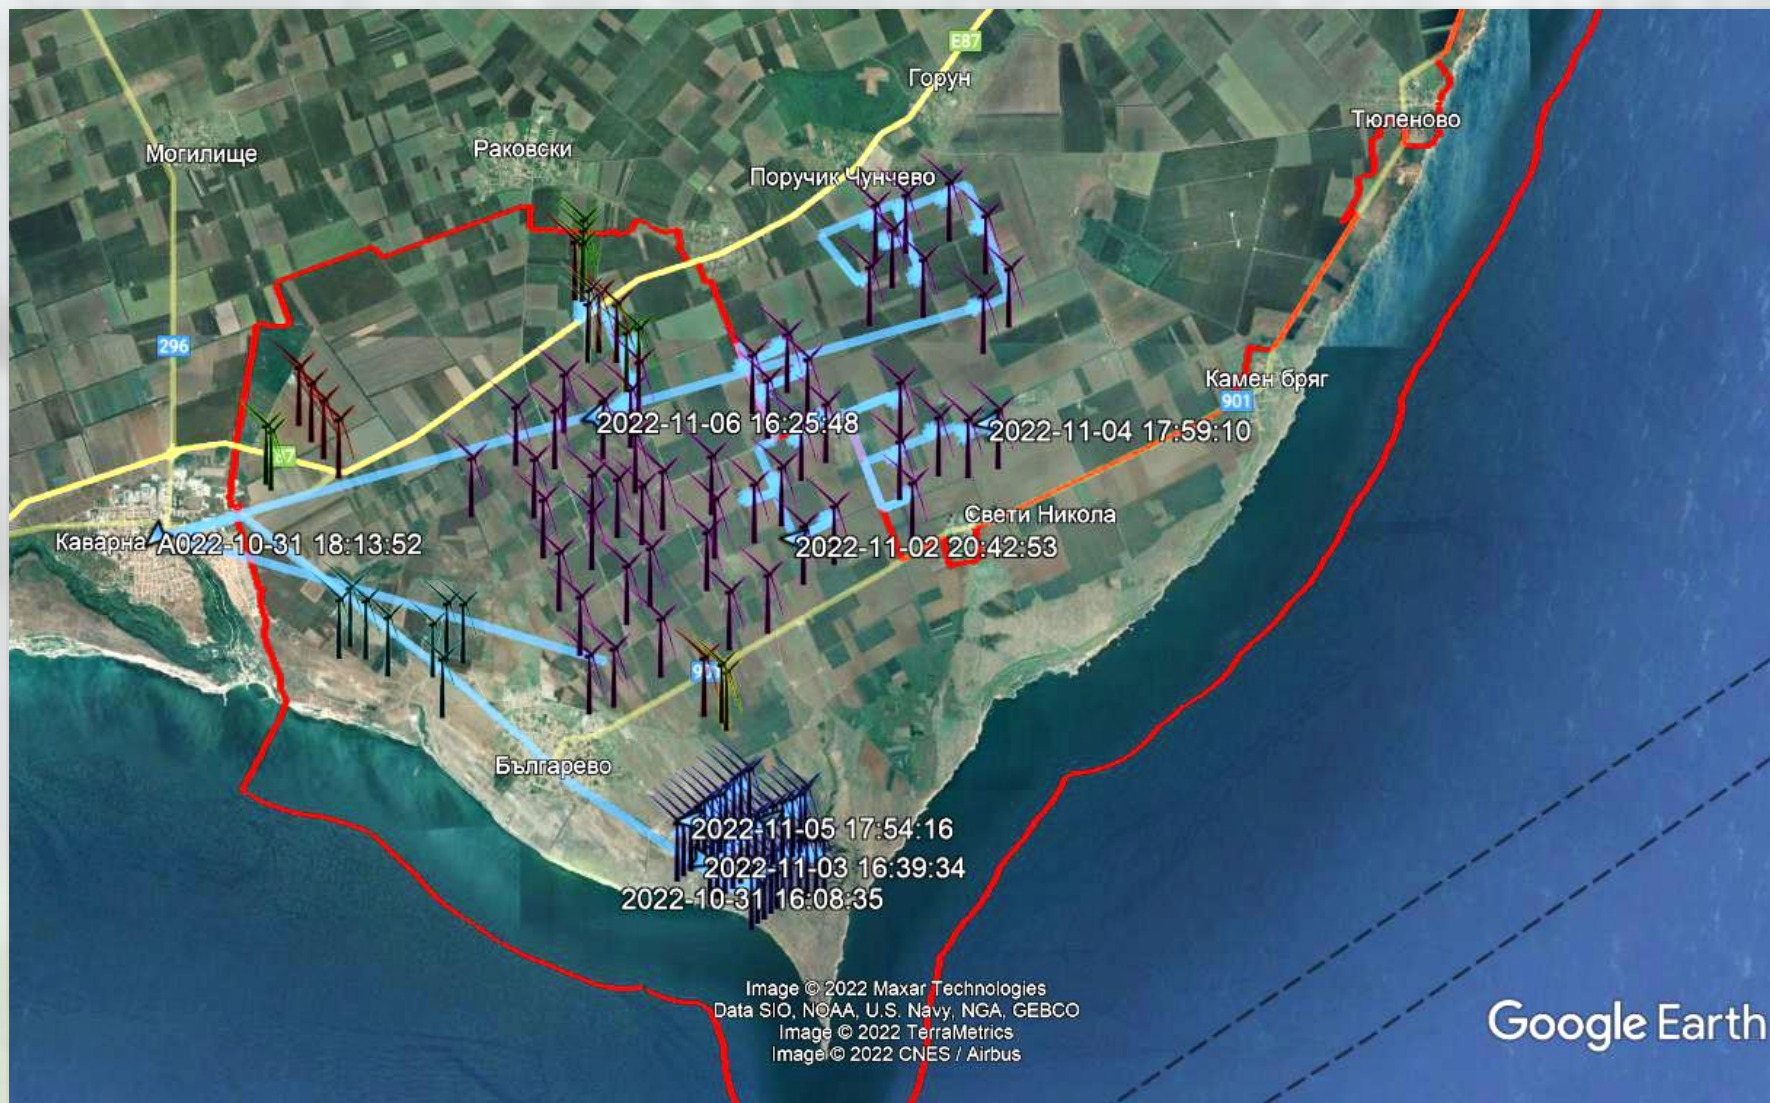 E87
Горун
Тюленово
Могилище
Раковски
Поручик Чунчево
296
Камен бряг
901
2022-11-06 16:25:48
2022-11-04 17:59:10
Свети Никола
Каварна
A022-10-31 18:13:52
2022-11-02 20:42:53
Българево
2022-11-05 17:54:16
2022-11-03 16:39:34
2022-10-31 16:08:35
Image © 2022 Maxar Technologies
Data SIO, NOAA, U.S. Navy, NGA, GEBCO
Image © 2022 TerraMetrics
Image © 2022 CNES / Airbus
Google Earth